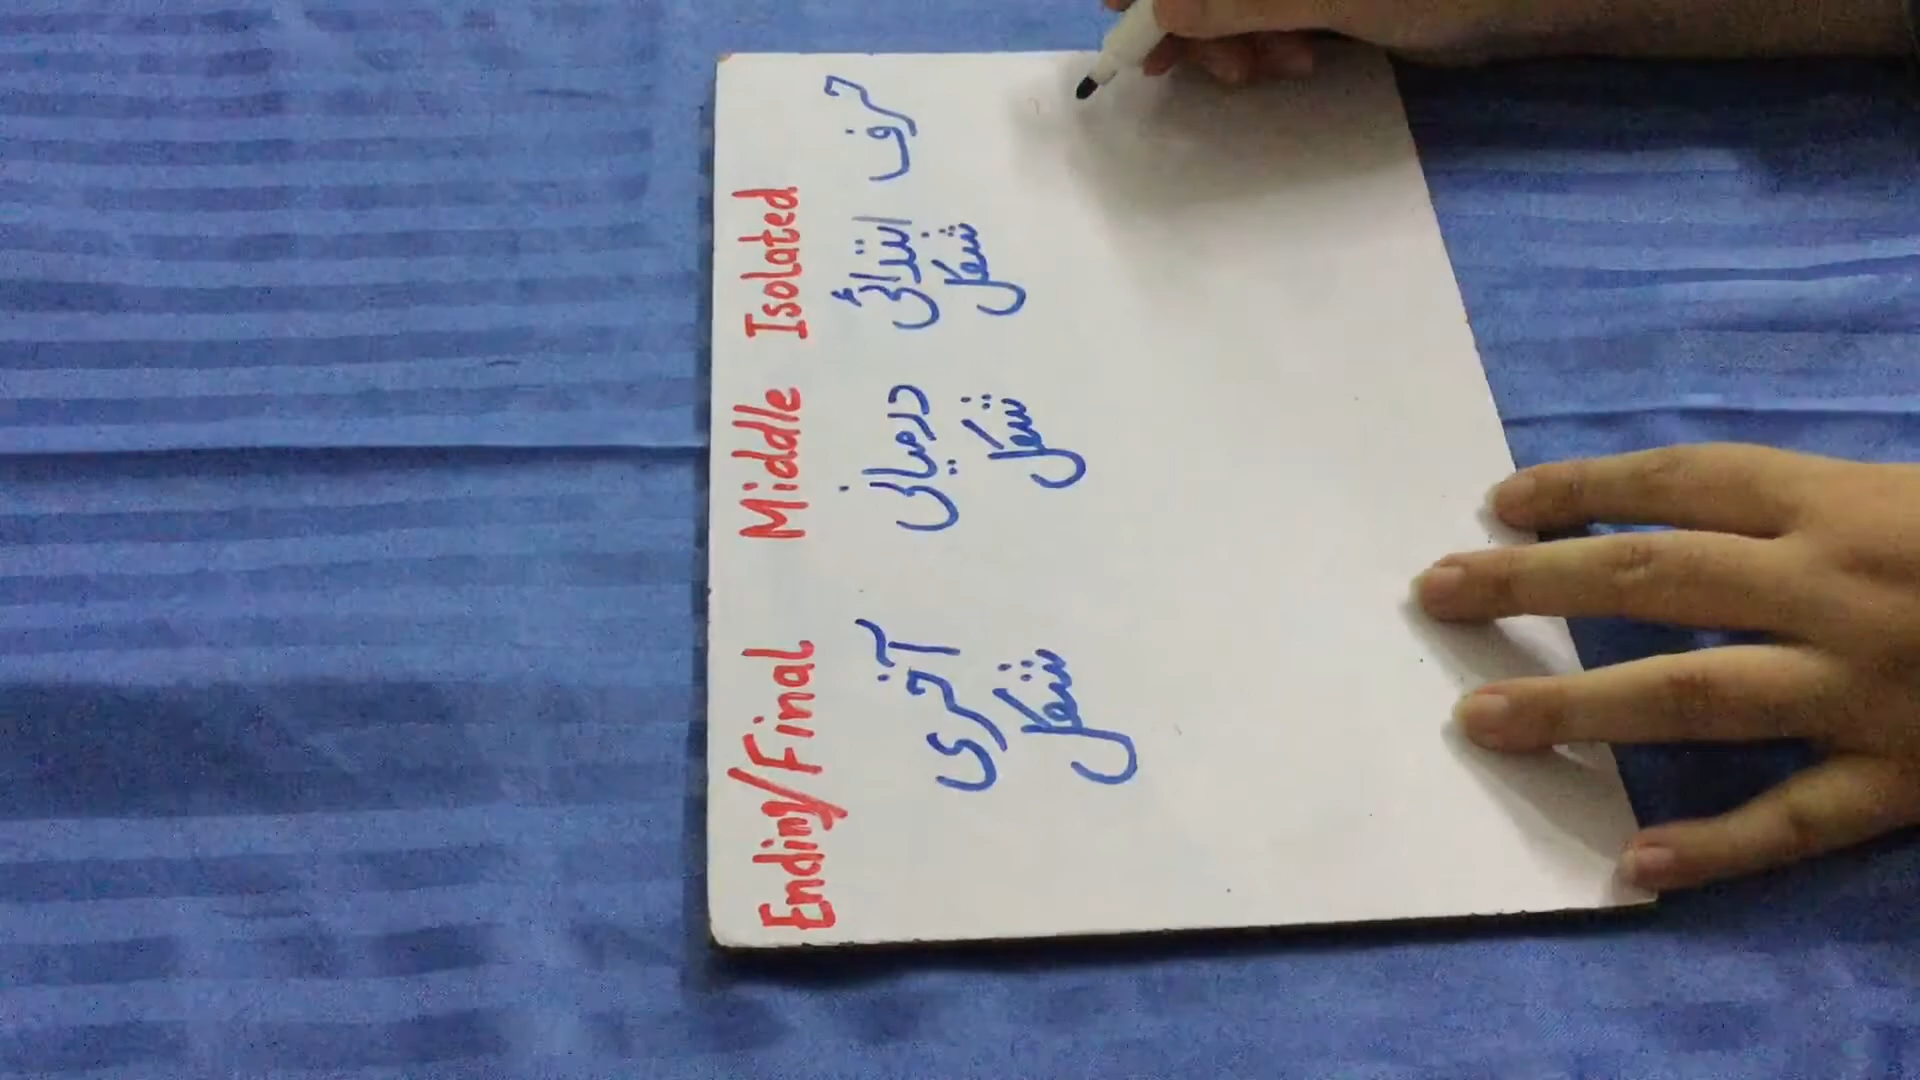 Ending/Final Middle Isolated
حرف ابتدائی درمیانی آخری
شکل شکل شکل